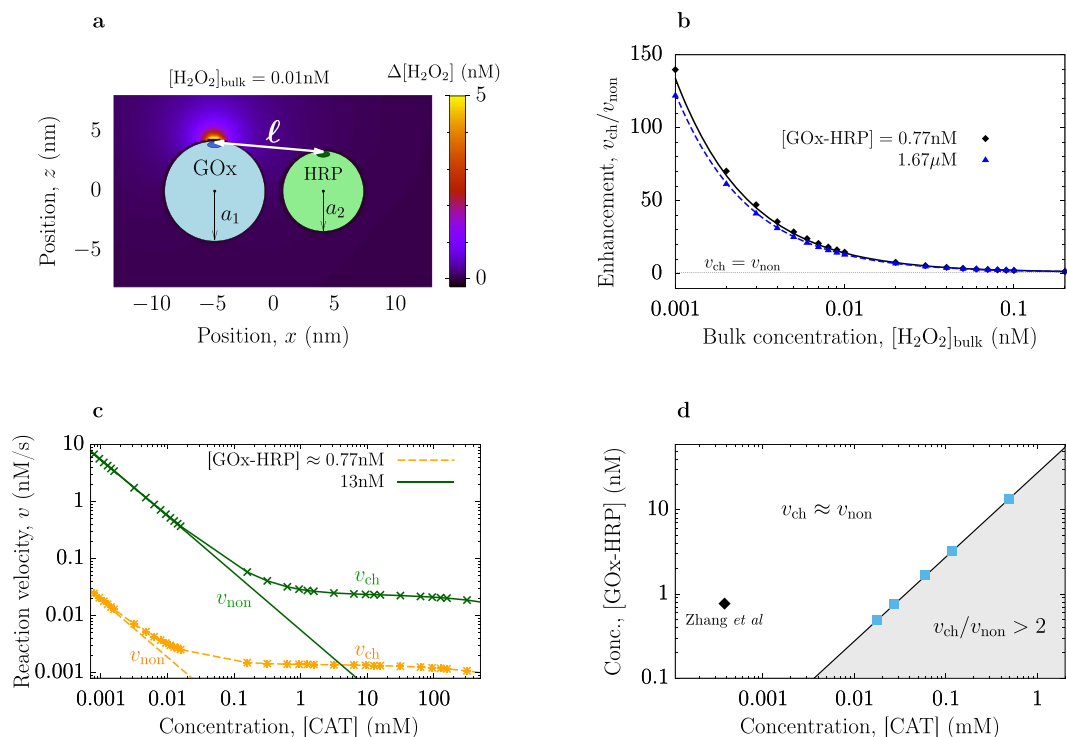 a
[H₂O₂]bulk = 0.01nM
Δ[H₂O₂] (nM)
5
0
Position, z (nm)
5
0
−5
ℓ
GOx
HRP
a₁
a₂
−10
−5
0
5
10
Position, x (nm)
b
Enhancement, vch/vnon
150
100
50
0
[GOx-HRP] = 0.77nM
1.67μM
vch = vnon
0.001
0.01
0.1
Bulk concentration, [H₂O₂]bulk (nM)
c
Reaction velocity, v (nM/s)
10
1
0.1
0.01
0.001
[GOx-HRP] ≈ 0.77nM
13nM
vch
vnon
vch
vnon
0.001
0.01
0.1
1
10
100
Concentration, [CAT] (mM)
d
Conc., [GOx-HRP] (nM)
10
1
0.1
vch ≈ vnon
Zhang et al
vch/vnon > 2
0.001
0.01
0.1
1
Concentration, [CAT] (mM)